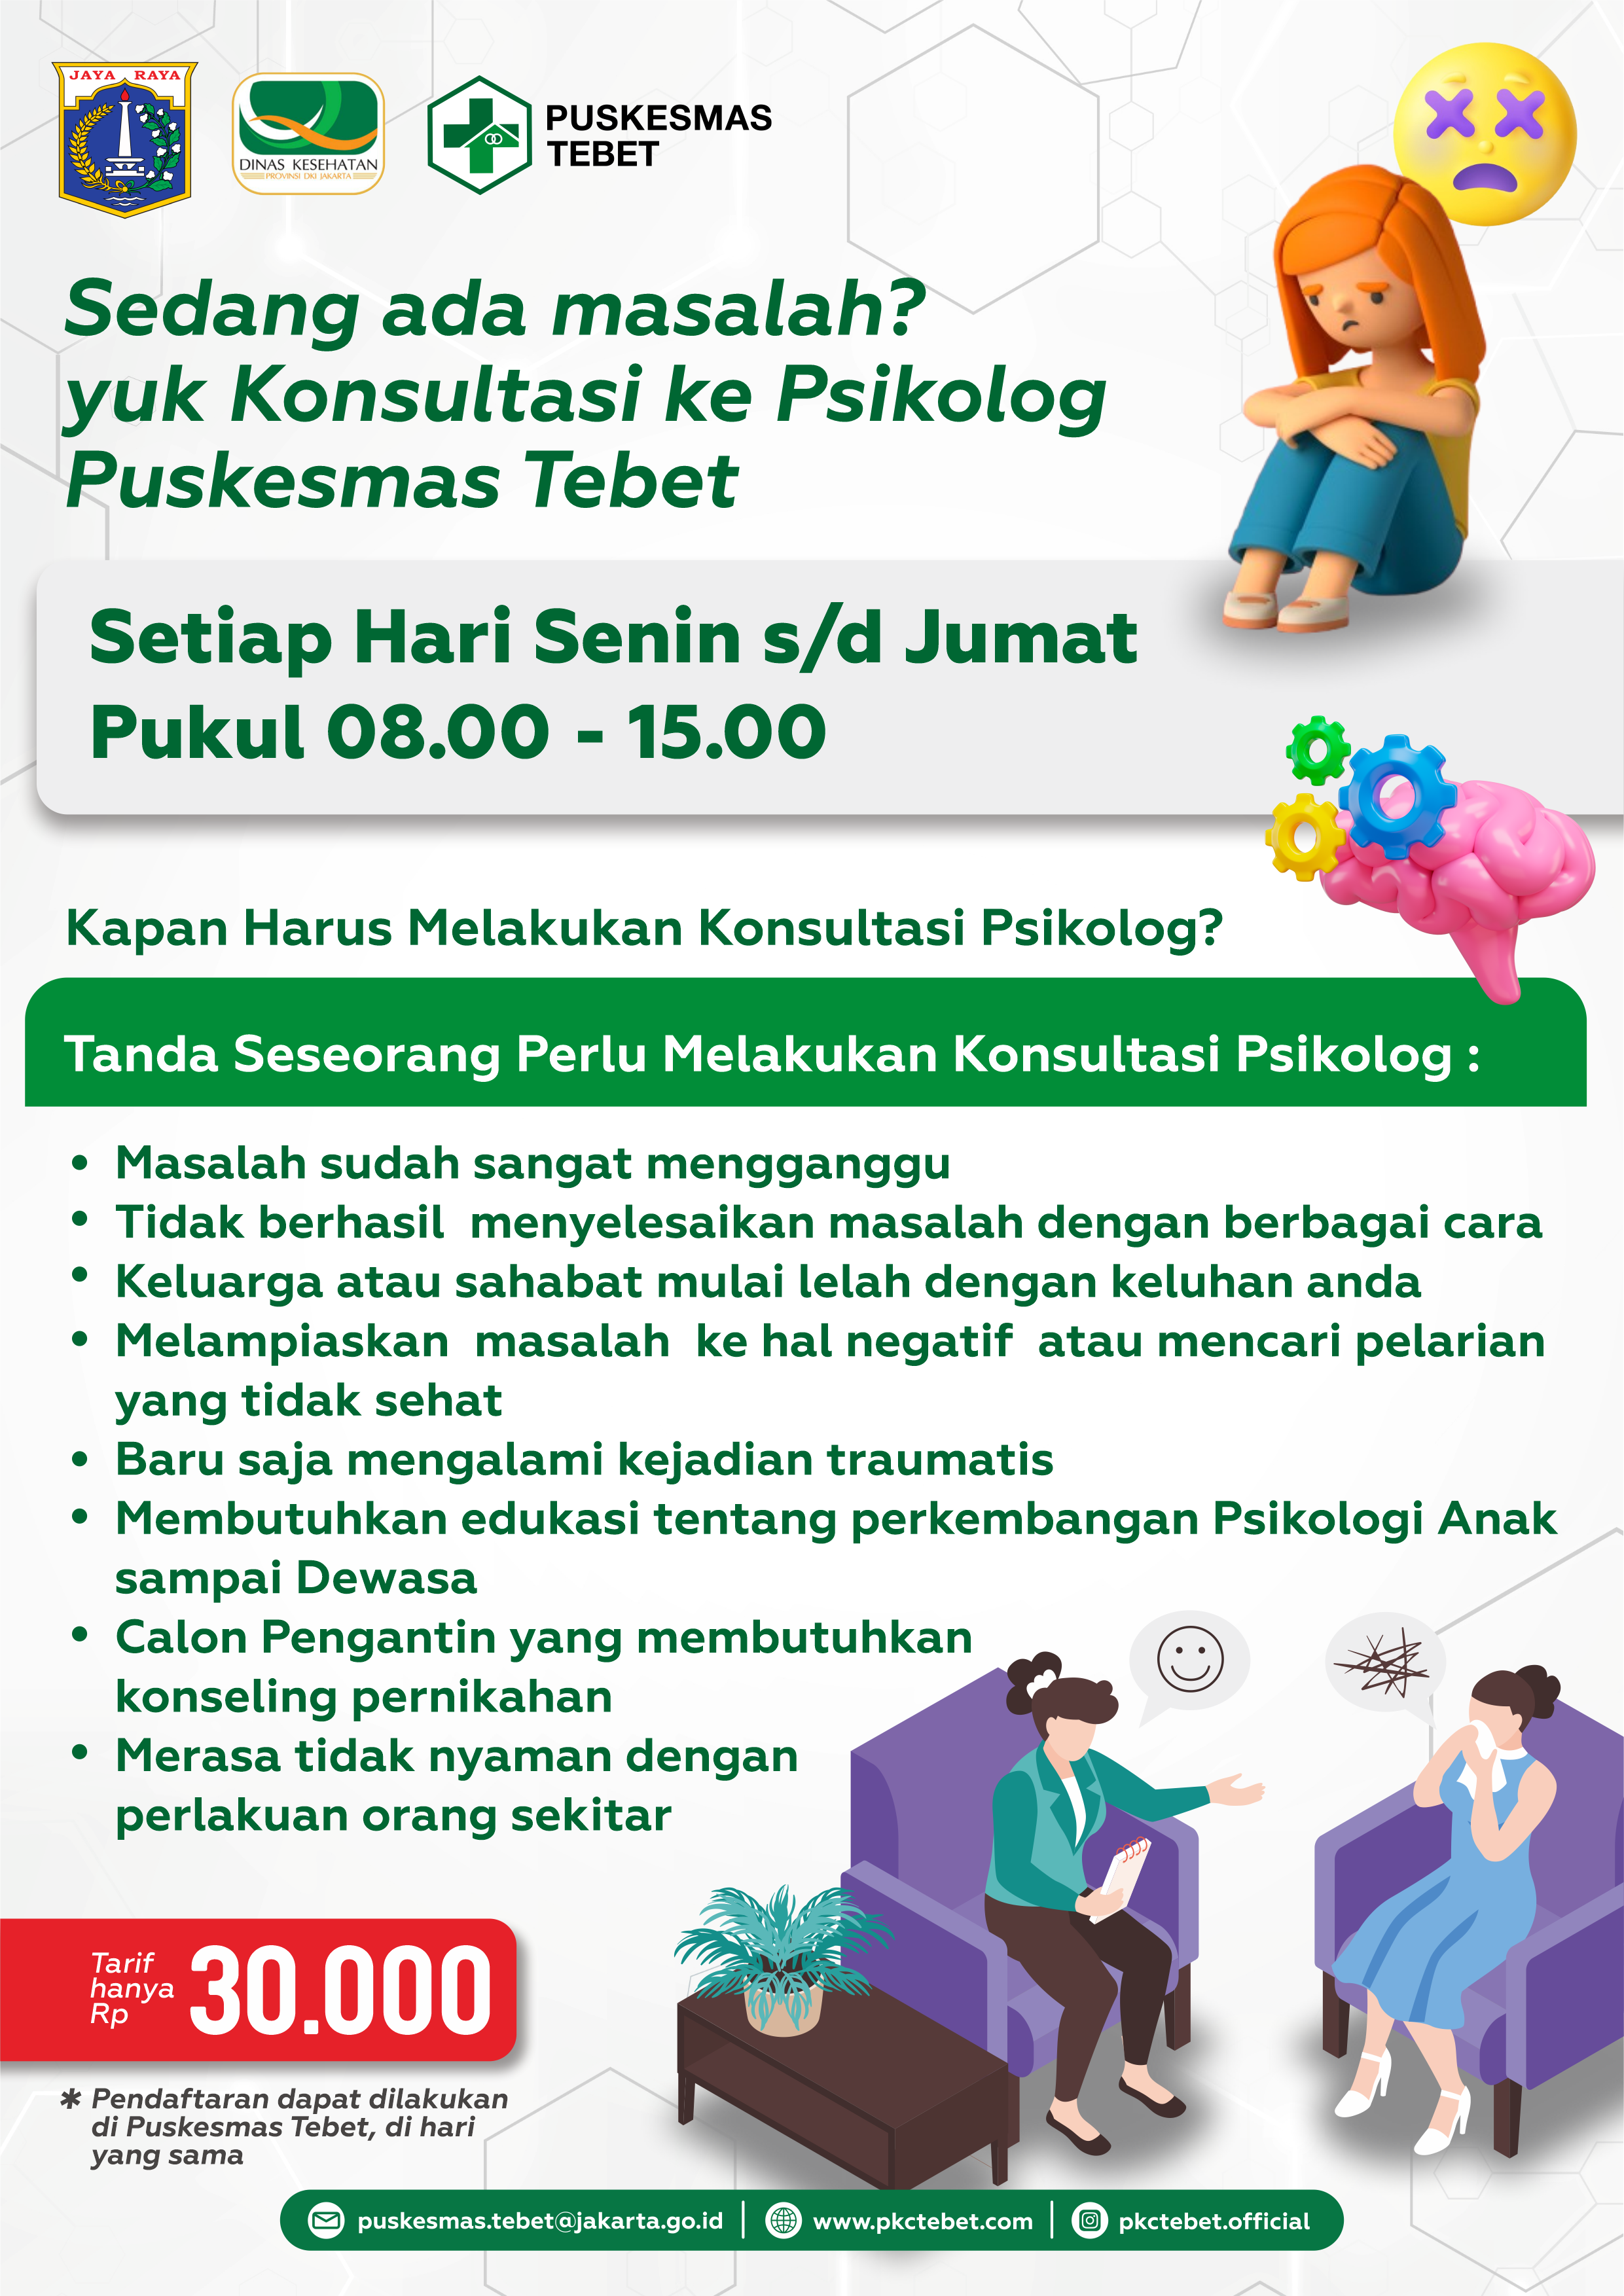 JAYA RAYA
DINAS KESEHATAN
PROVINSI DKI JAKARTA
PUSKESMAS
TEBET
Sedang ada masalah?
yuk Konsultasi ke Psikolog
Puskesmas Tebet
Setiap Hari Senin s/d Jumat
Pukul 08.00 - 15.00
Kapan Harus Melakukan Konsultasi Psikolog?
Tanda Seseorang Perlu Melakukan Konsultasi Psikolog :
• Masalah sudah sangat mengganggu
• Tidak berhasil menyelesaikan masalah dengan berbagai cara
• Keluarga atau sahabat mulai lelah dengan keluhan anda
• Melampiaskan masalah ke hal negatif atau mencari pelarian
yang tidak sehat
• Baru saja mengalami kejadian traumatis
• Membutuhkan edukasi tentang perkembangan Psikologi Anak
sampai Dewasa
• Calon Pengantin yang membutuhkan
konseling pernikahan
• Merasa tidak nyaman dengan
perlakuan orang sekitar
Tarif
hanya
Rp 30.000
* Pendaftaran dapat dilakukan
di Puskesmas Tebet, di hari
yang sama
puskesmas.tebet@jakarta.go.id | www.pkctebet.com | pkctebet.official